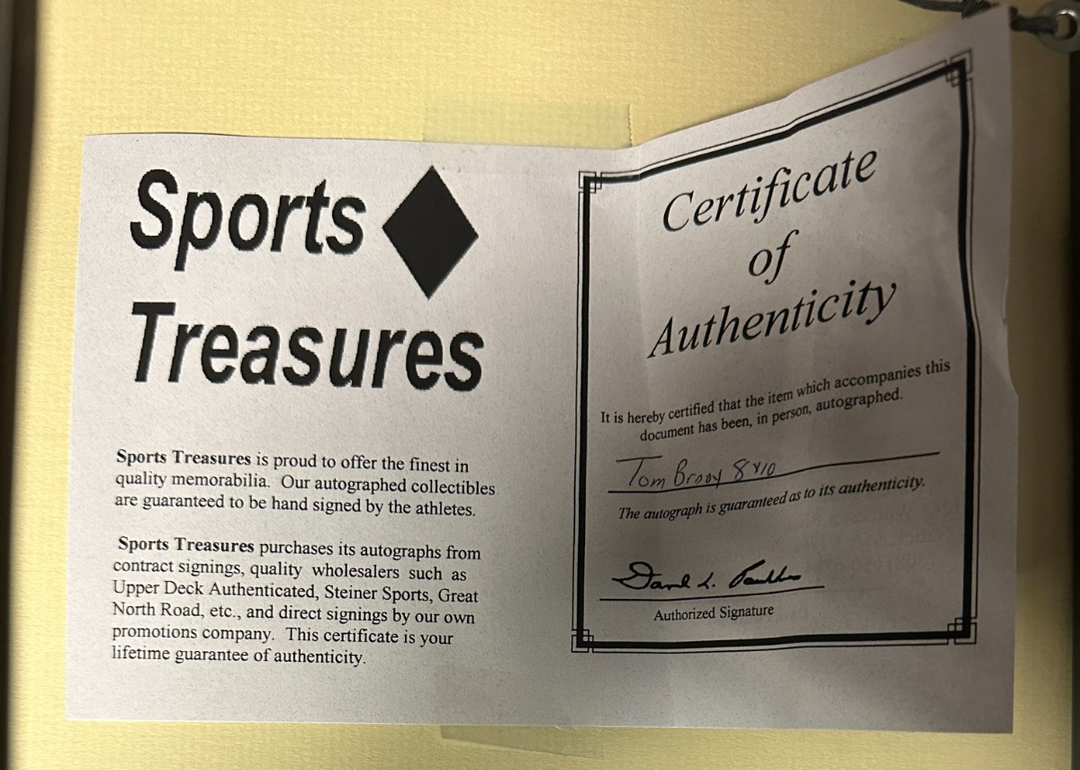 Sports
Treasures
Sports Treasures is proud to offer the finest in
quality memorabilia. Our autographed collectibles
are guaranteed to be hand signed by the athletes.
Sports Treasures purchases its autographs from
contract signings, quality wholesalers such as
Upper Deck Authenticated, Steiner Sports, Great
North Road, etc., and direct signings by our own
promotions company. This certificate is your
lifetime guarantee of authenticity.
Certificate
of
Authenticity
It is hereby certified that the item which accompanies this
document has been, in person, autographed.
Tom Brady 8x10
The autograph is guaranteed as to its authenticity.
L.
Authorized Signature